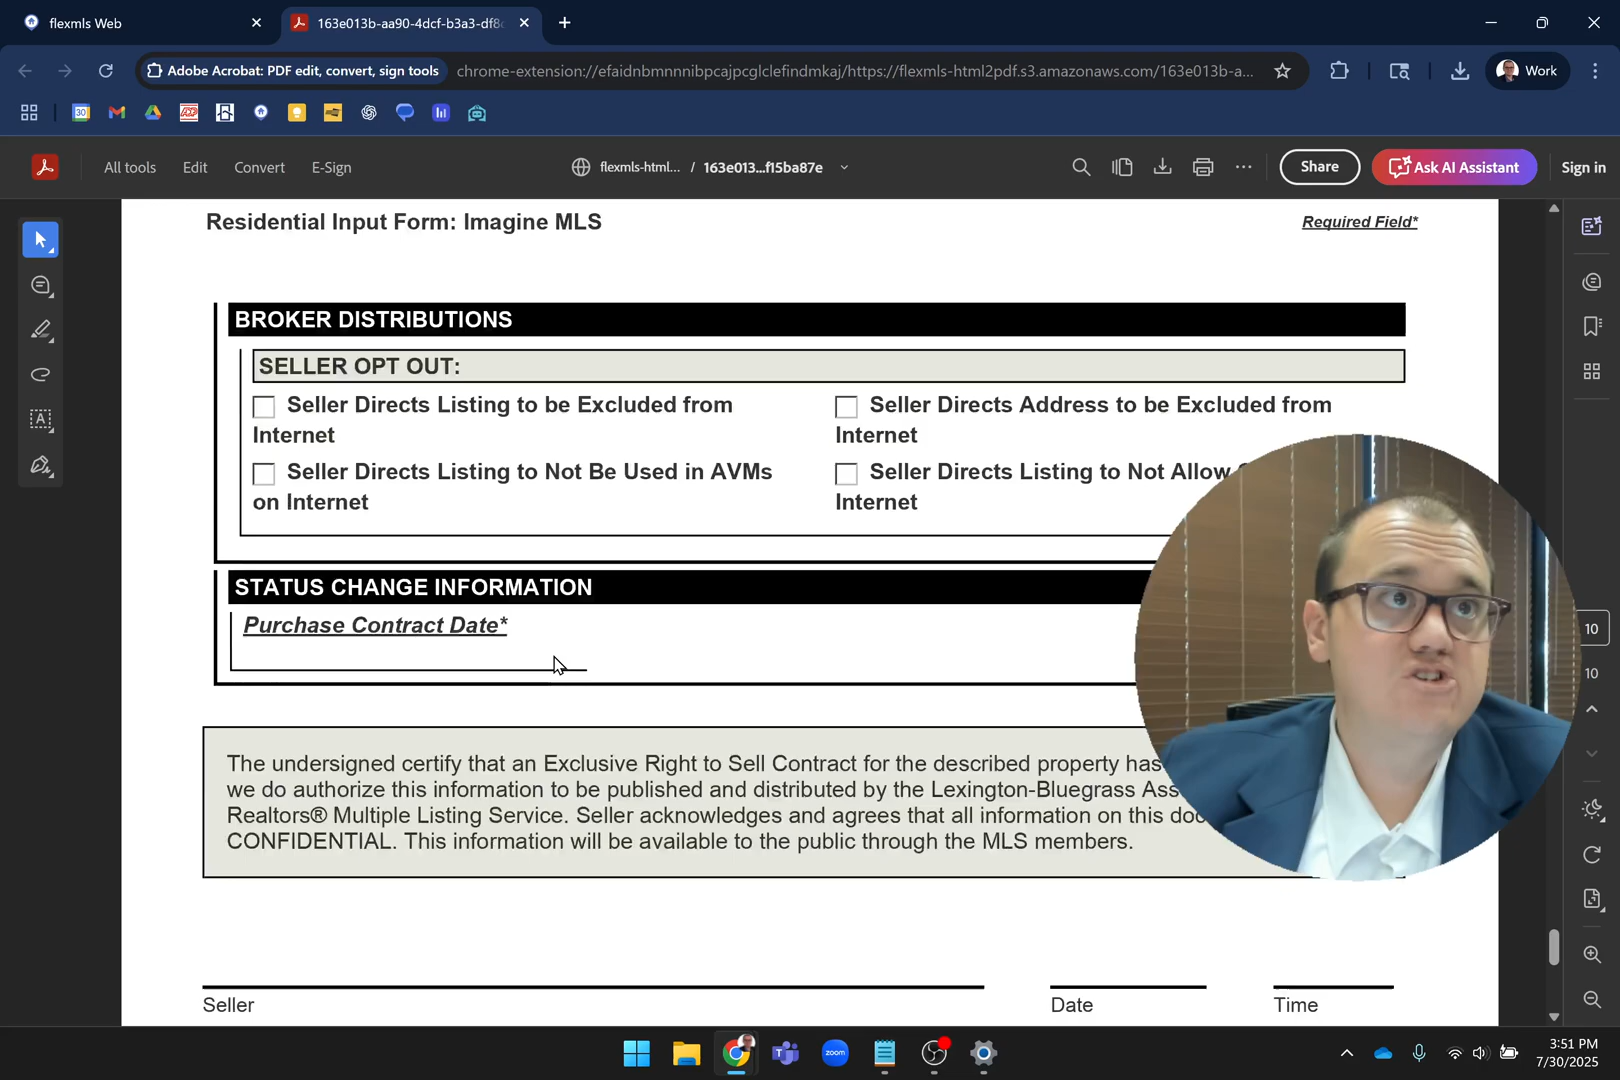 flexmls Web
163e013b-aa90-4dcf-b3a3-df8
Adobe Acrobat: PDF edit, convert, sign tools
chrome-extension://efaidnbmnnnibpcajpcglclefindmkaj/https://flexmls-html2pdf.s3.amazonaws.com/163e013b-a...
Work
All tools
Edit
Convert
E-Sign
flexmls-html... / 163e013...f15ba87e
Share
Ask AI Assistant
Sign in
Residential Input Form: Imagine MLS
Required Field*
BROKER DISTRIBUTIONS
SELLER OPT OUT:
Seller Directs Listing to be Excluded from
Internet
Seller Directs Address to be Excluded from
Internet
Seller Directs Listing to Not Be Used in AVMs
on Internet
Seller Directs Listing to Not Allow
Internet
STATUS CHANGE INFORMATION
Purchase Contract Date*
The undersigned certify that an Exclusive Right to Sell Contract for the described property has
we do authorize this information to be published and distributed by the Lexington-Bluegrass
Realtors® Multiple Listing Service. Seller acknowledges and agrees that all information on this
CONFIDENTIAL. This information will be available to the public through the MLS members.
Seller
Date
Time
10
10
3:51 PM
7/30/2025